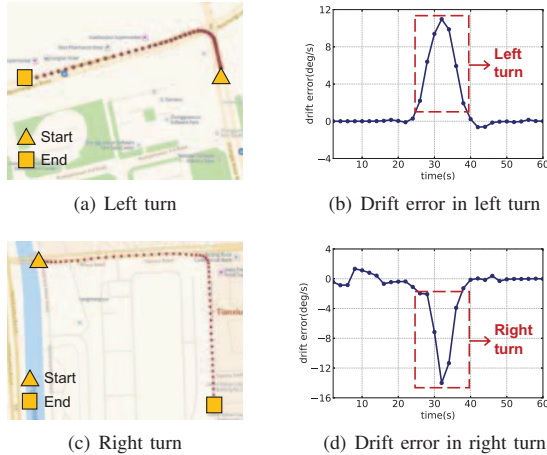 Start
End
(a) Left turn
drift error(deg/s)
12
8
4
0
−4
10 20 30 40 50 60
time(s)
Left
turn
(b) Drift error in left turn
Start
End
(c) Right turn
drift error(deg/s)
4
0
−4
−8
−12
−16
10 20 30 40 50 60
time(s)
Right
turn
(d) Drift error in right turn